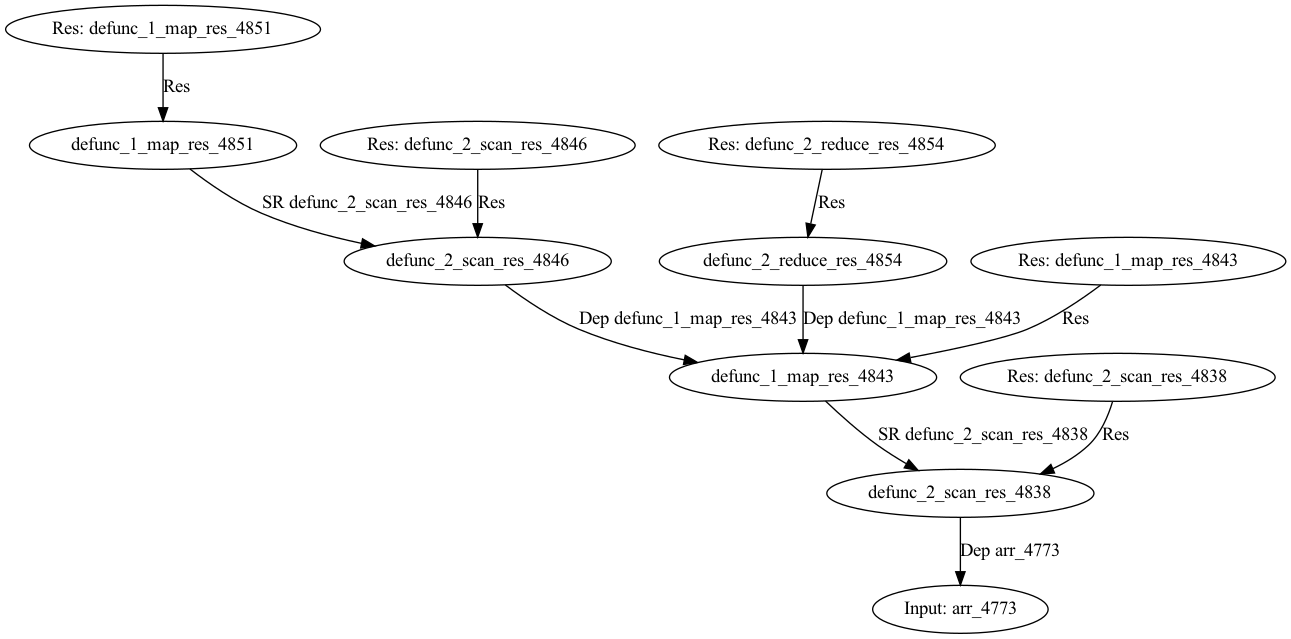 Res: defunc_1_map_res_4851
Res
defunc_1_map_res_4851
Res: defunc_2_scan_res_4846
Res: defunc_2_reduce_res_4854
SR defunc_2_scan_res_4846
Res
Res
defunc_2_scan_res_4846
defunc_2_reduce_res_4854
Res: defunc_1_map_res_4843
Dep defunc_1_map_res_4843
Dep defunc_1_map_res_4843
Res
defunc_1_map_res_4843
Res: defunc_2_scan_res_4838
SR defunc_2_scan_res_4838
Res
defunc_2_scan_res_4838
Dep arr_4773
Input: arr_4773